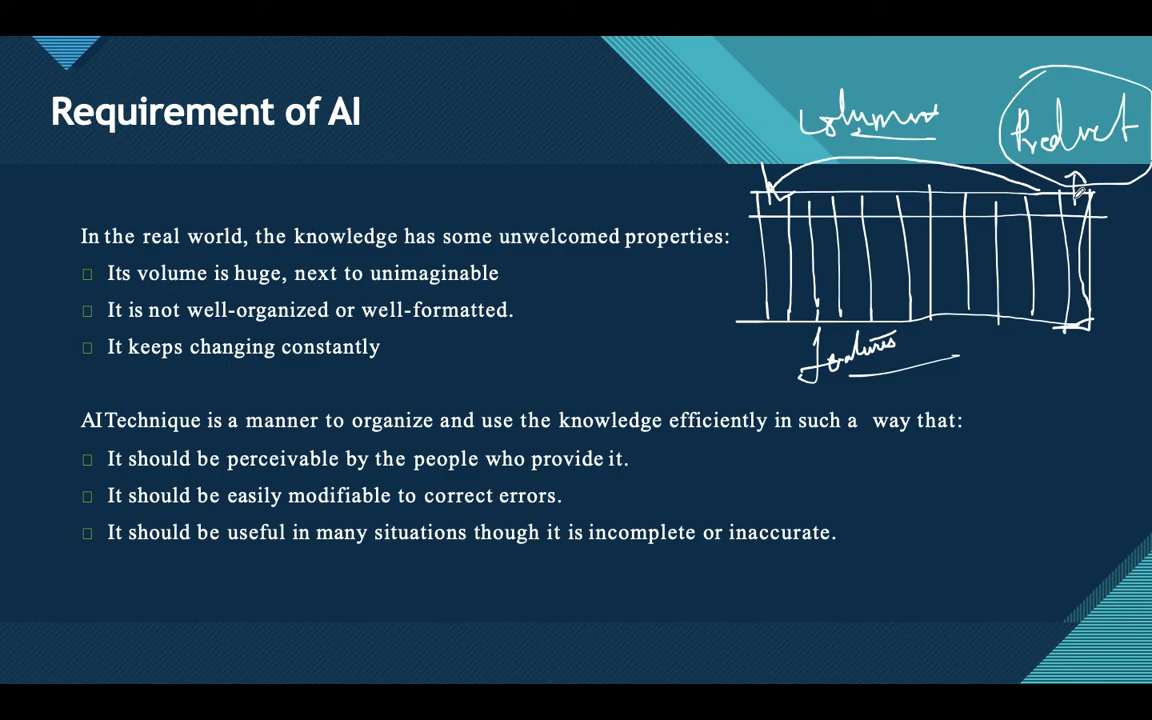 Requirement of AI
columns
Product
In the real world, the knowledge has some unwelcomed properties:
Its volume is huge, next to unimaginable
It is not well-organized or well-formatted.
It keeps changing constantly
features
AI Technique is a manner to organize and use the knowledge efficiently in such a way that:
It should be perceivable by the people who provide it.
It should be easily modifiable to correct errors.
It should be useful in many situations though it is incomplete or inaccurate.